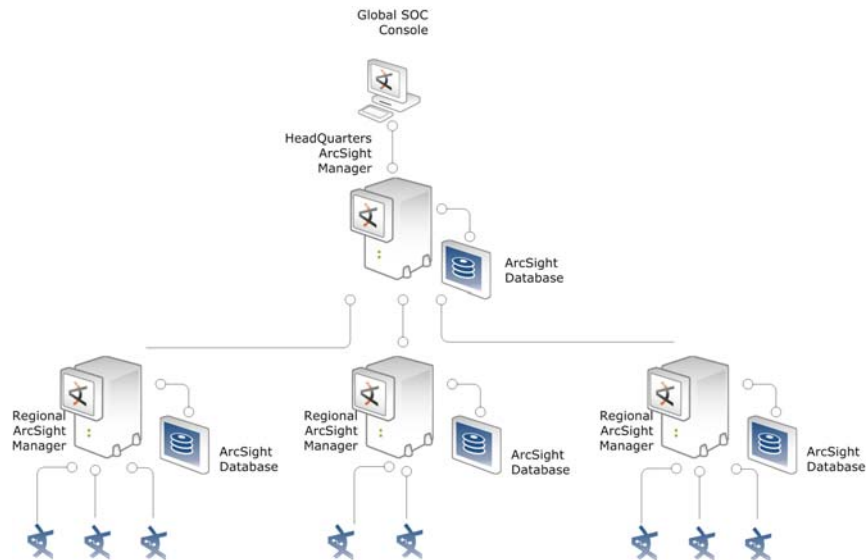 Global SOC
Console
HeadQuarters
ArcSight
Manager
ArcSight
Database
Regional
ArcSight
Manager
ArcSight
Database
Regional
ArcSight
Manager
ArcSight
Database
Regional
ArcSight
Manager
ArcSight
Database